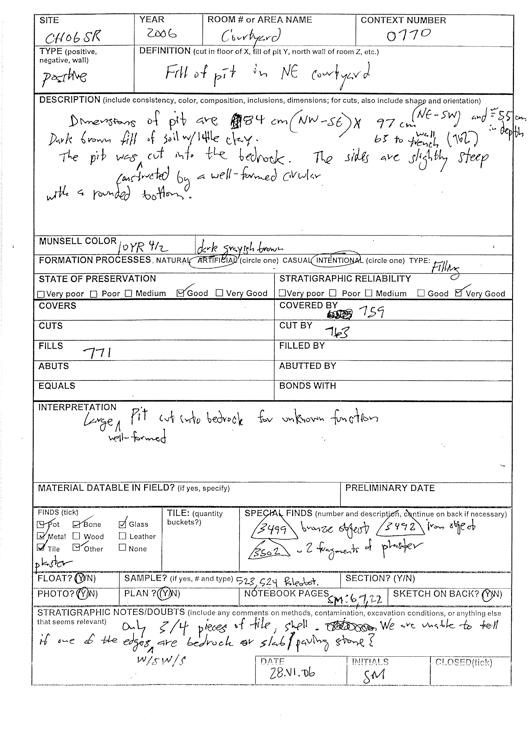 SITE YEAR ROOM # or AREA NAME CONTEXT NUMBER
CH06SR 2006 Courtyard 0770
TYPE (positive, negative, wall) DEFINITION (cut in floor of X, fill of pit Y, north wall of room Z, etc.)
positive Fill of pit in NE courtyard
DESCRIPTION (include consistency, color, composition, inclusions, dimensions; for cuts, also include shape and orientation)
Dimensions of pit are 84 cm (NW-SE) x 97 cm (NE-SW) and = 55 cm in depth
Dark brown fill of soil w/ little clay. 65 to wall trench (762)
The pit was cut into the bedrock. The sides are slightly steep
constructed by a well-formed circular
with a rounded bottom.
MUNSELL COLOR 10YR 4/2 dark grayish brown
FORMATION PROCESSES: NATURAL ARTIFICIAL (circle one) CASUAL INTENTIONAL (circle one) TYPE: Filling
STATE OF PRESERVATION STRATIGRAPHIC RELIABILITY
Very poor Poor Medium Good Very Good Very poor Poor Medium Good Very Good
COVERS COVERED BY 759
CUTS CUT BY 763
FILLS 771 FILLED BY
ABUTS ABUTTED BY
EQUALS BONDS WITH
INTERPRETATION
Large, Pit cut into bedrock for unknown function
well-formed
MATERIAL DATABLE IN FIELD? (if yes, specify) PRELIMINARY DATE
FINDS (tick) TILE: (quantity buckets?) SPECIAL FINDS (number and description, continue on back if necessary)
Pot Bone Glass 3499 bronze object 3492 iron object
Metal Wood Leather
Tile Other None 3502 - 2 fragments of plaster
plaster
FLOAT? (Y/N) SAMPLE? (if yes, # and type) 523, 524 Paleobot. SECTION? (Y/N)
PHOTO? (Y/N) PLAN? (Y/N) NOTEBOOK PAGES SM: 67, 22 SKETCH ON BACK? (Y/N)
STRATIGRAPHIC NOTES/DOUBTS (include any comments on methods, contamination, excavation conditions, or anything else that seems relevant)
Only 3/4 pieces of tile, shell. We are unable to tell
if one of the edges are bedrock or slab/paving stone?
W/SW/S
DATE INITIALS CLOSED(tick)
28.VI.06 SM